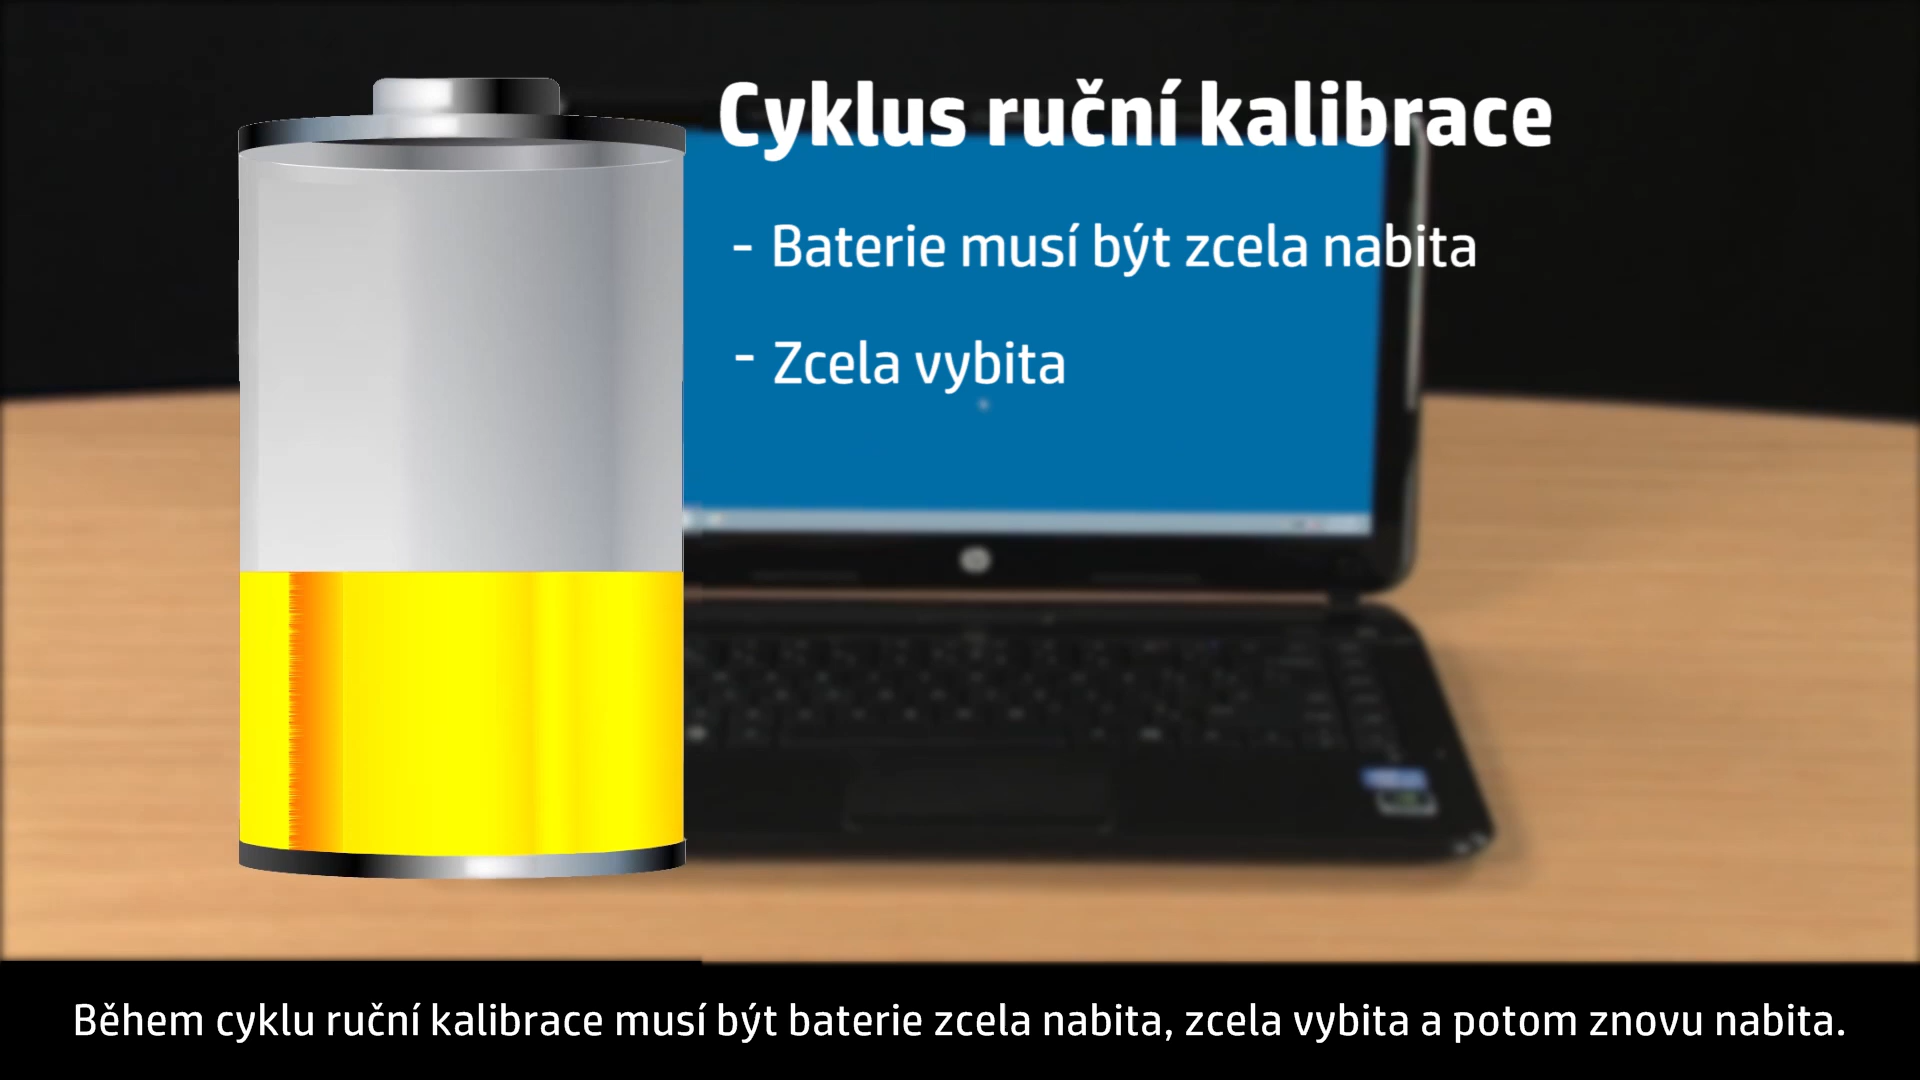 Cyklus ruční kalibrace
- Baterie musí být zcela nabita
- Zcela vybita
Během cyklu ruční kalibrace musí být baterie zcela nabita, zcela vybita a potom znovu nabita.